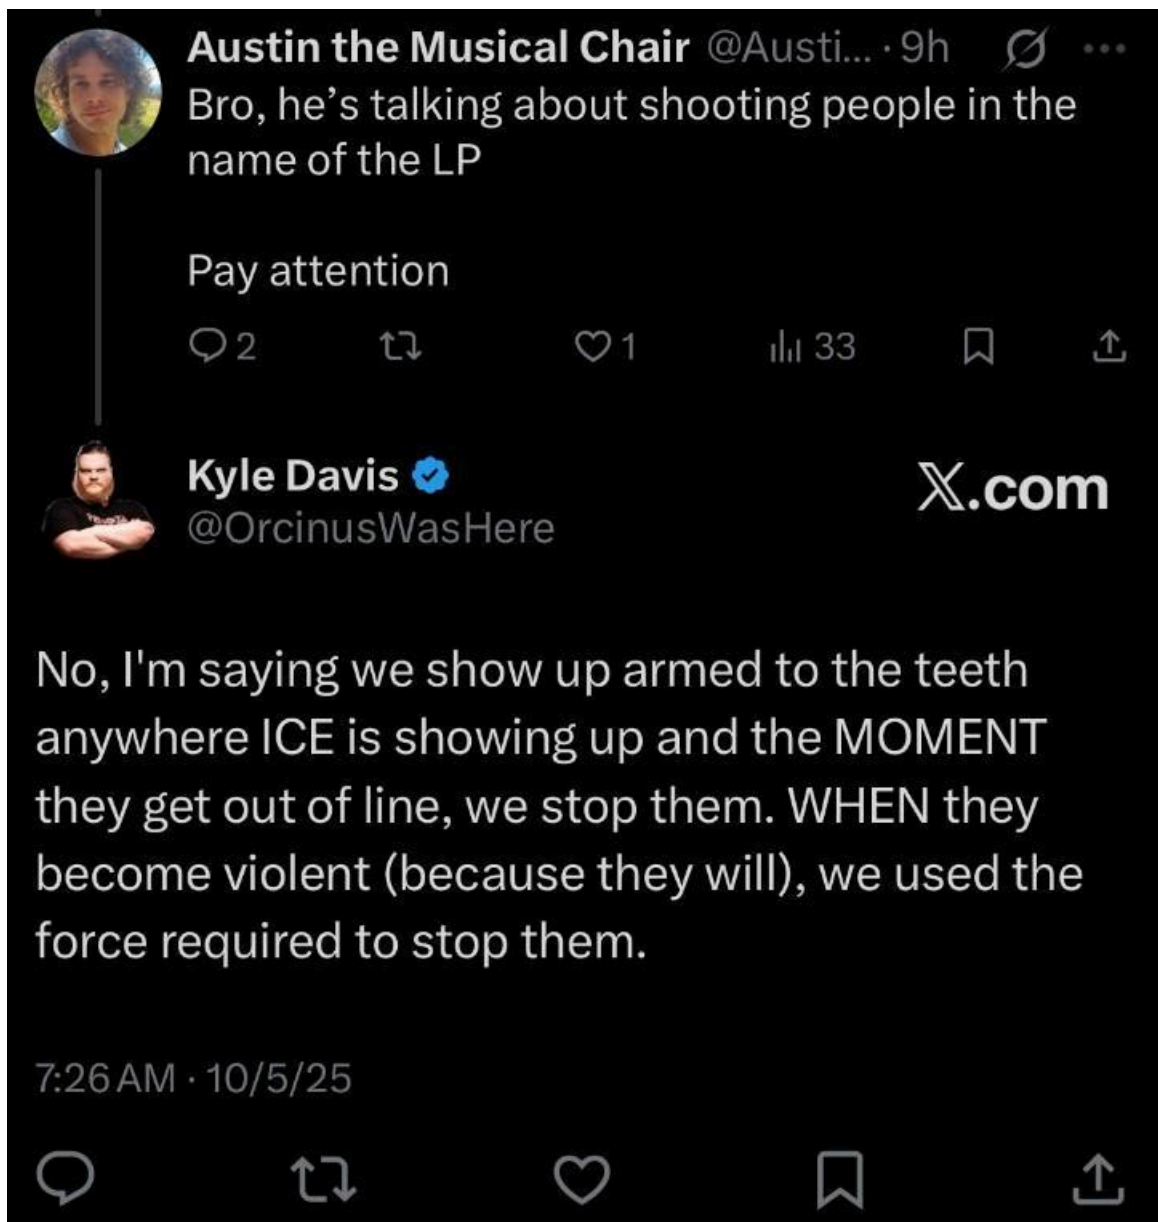 Austin the Musical Chair @Austi... · 9h
Bro, he’s talking about shooting people in the
name of the LP
Pay attention
2 1 33
Kyle Davis
X.com
@OrcinusWasHere
No, I'm saying we show up armed to the teeth
anywhere ICE is showing up and the MOMENT
they get out of line, we stop them. WHEN they
become violent (because they will), we used the
force required to stop them.
7:26 AM · 10/5/25